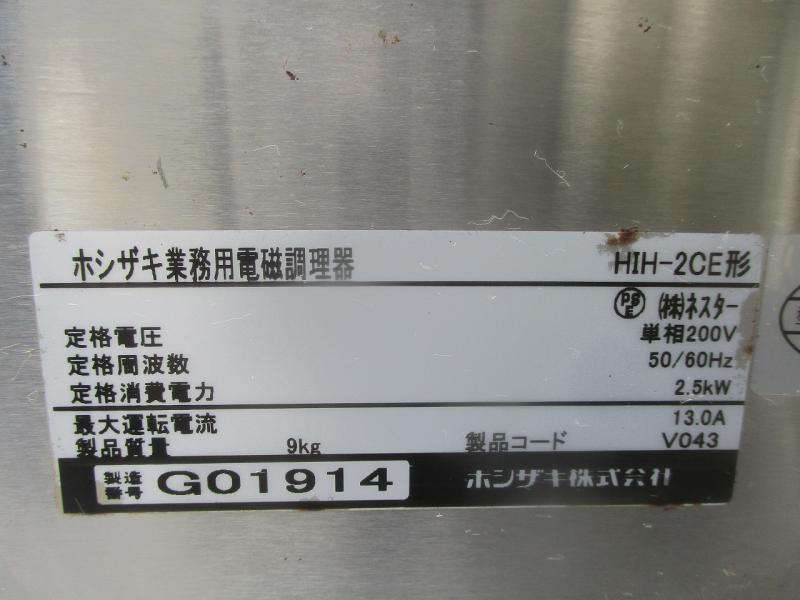 ホシザキ業務用電磁調理器 HIH-2CE形
PSE (株)ネスター
定格電圧 単相200V
定格周波数 50/60Hz
定格消費電力 2.5kW
最大運転電流 13.0A
製品質量 9kg 製品コード V043
製造番号 G01914 ホシザキ株式会社